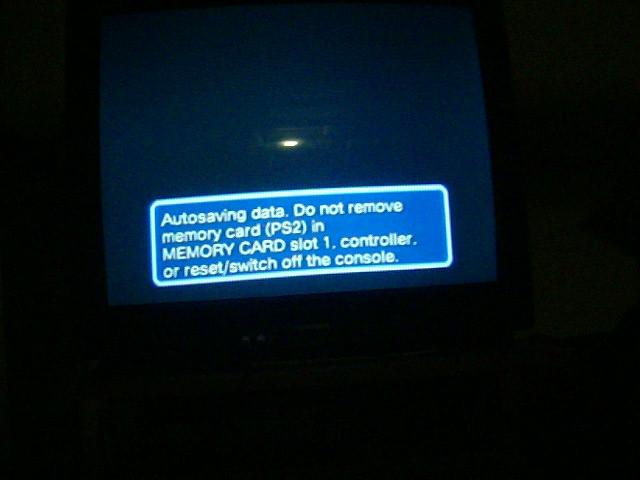 Autosaving data. Do not remove
memory card (PS2) in
MEMORY CARD slot 1, controller,
or reset/switch off the console.